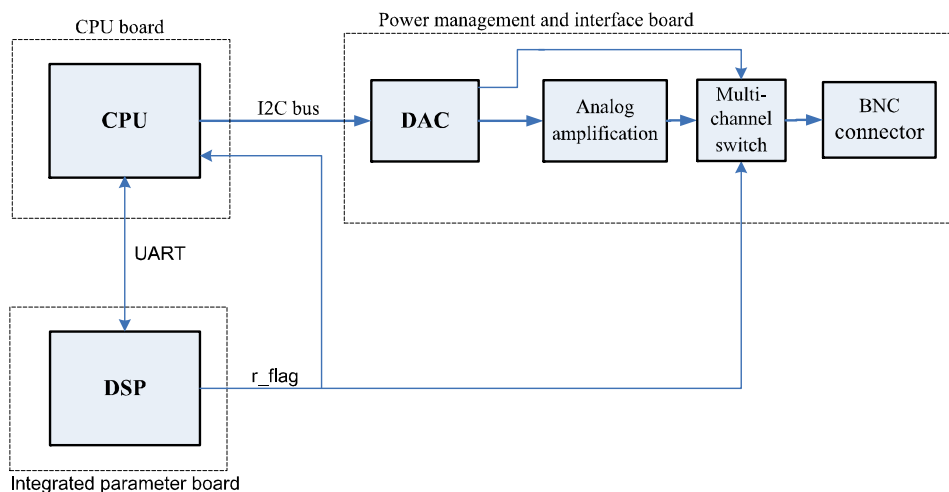 Power management and interface board
CPU board
CPU
I2C bus
DAC
Analog
amplification
Multi-
channel
switch
BNC
connector
UART
DSP
r_flag
Integrated parameter board